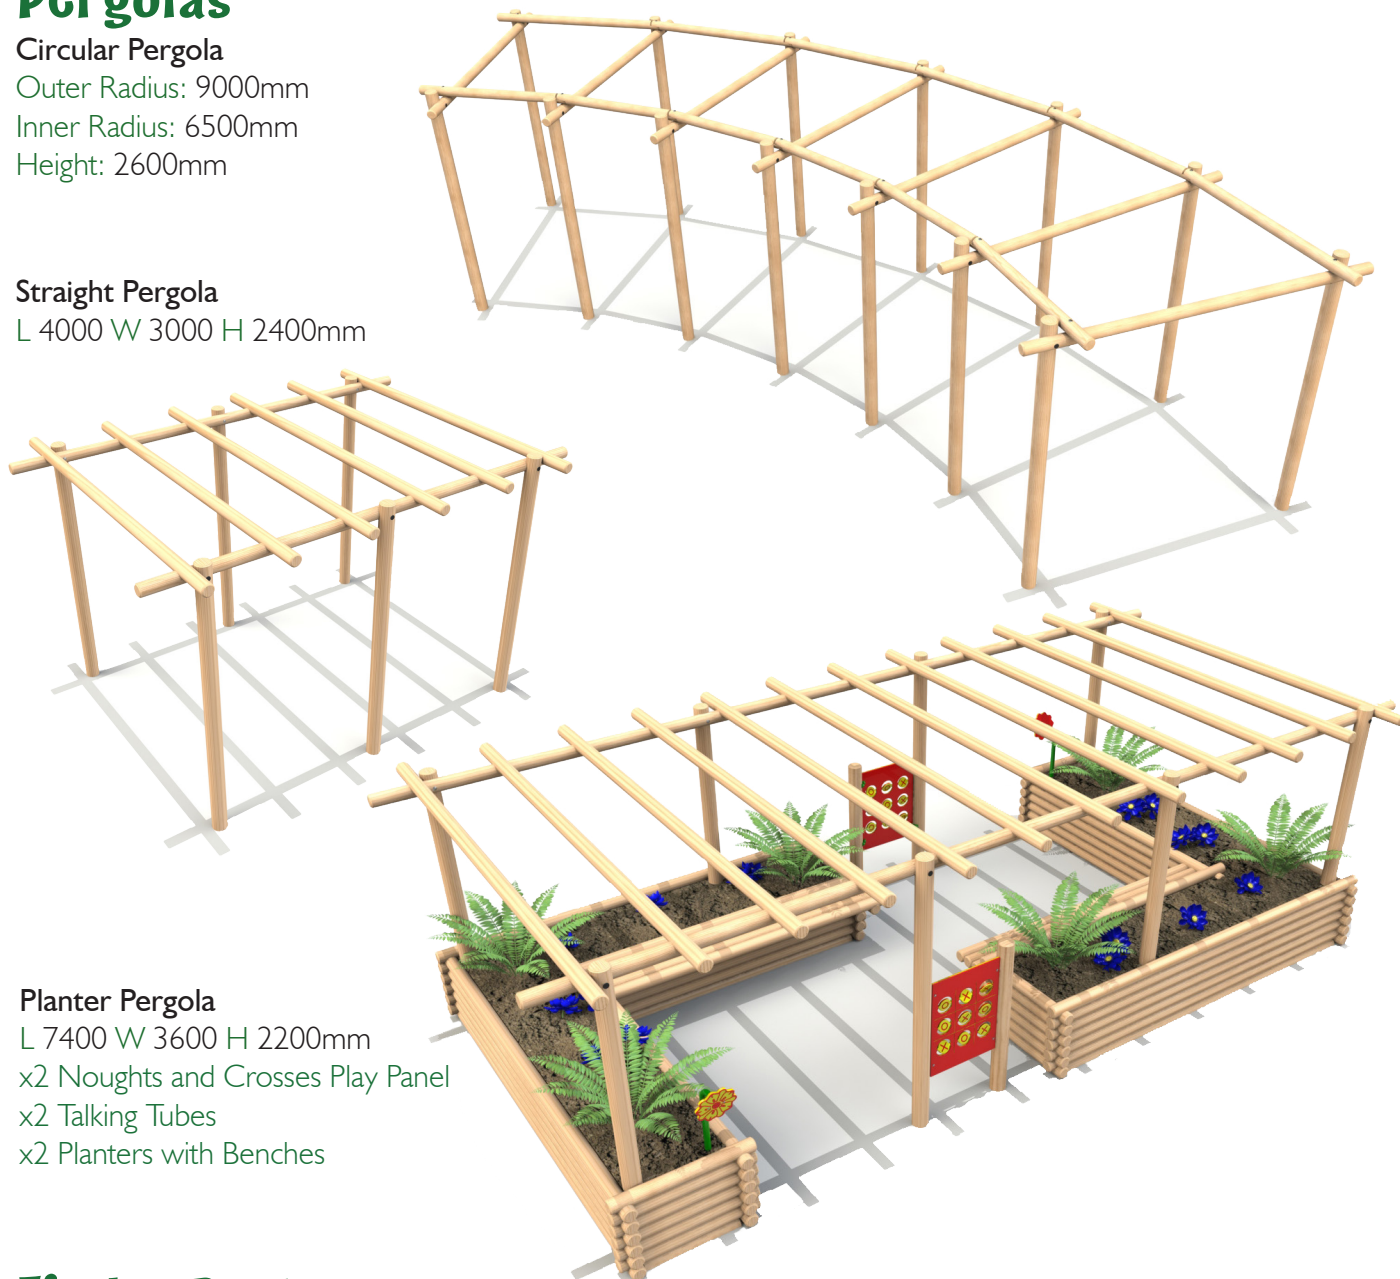 Pergolas
Circular Pergola
Outer Radius: 9000mm
Inner Radius: 6500mm
Height: 2600mm
Straight Pergola
L 4000 W 3000 H 2400mm
Planter Pergola
L 7400 W 3600 H 2200mm
x2 Noughts and Crosses Play Panel
x2 Talking Tubes
x2 Planters with Benches